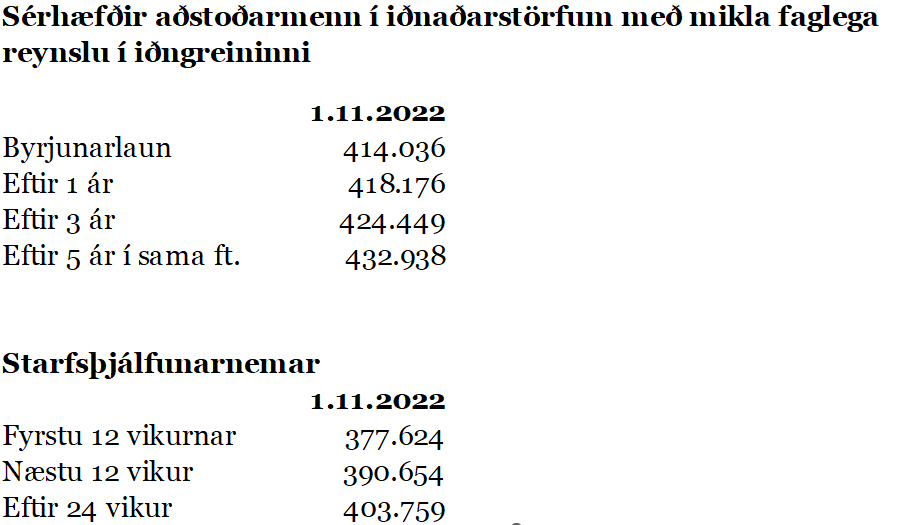 Sérhæfðir aðstoðarmenn í iðnaðarstörfum með mikla faglega
reynslu í iðngreininni
1.11.2022
Byrjunarlaun 414.036
Eftir 1 ár 418.176
Eftir 3 ár 424.449
Eftir 5 ár í sama ft. 432.938
Starfsþjálfunarnemar
1.11.2022
Fyrstu 12 vikurnar 377.624
Næstu 12 vikur 390.654
Eftir 24 vikur 403.759